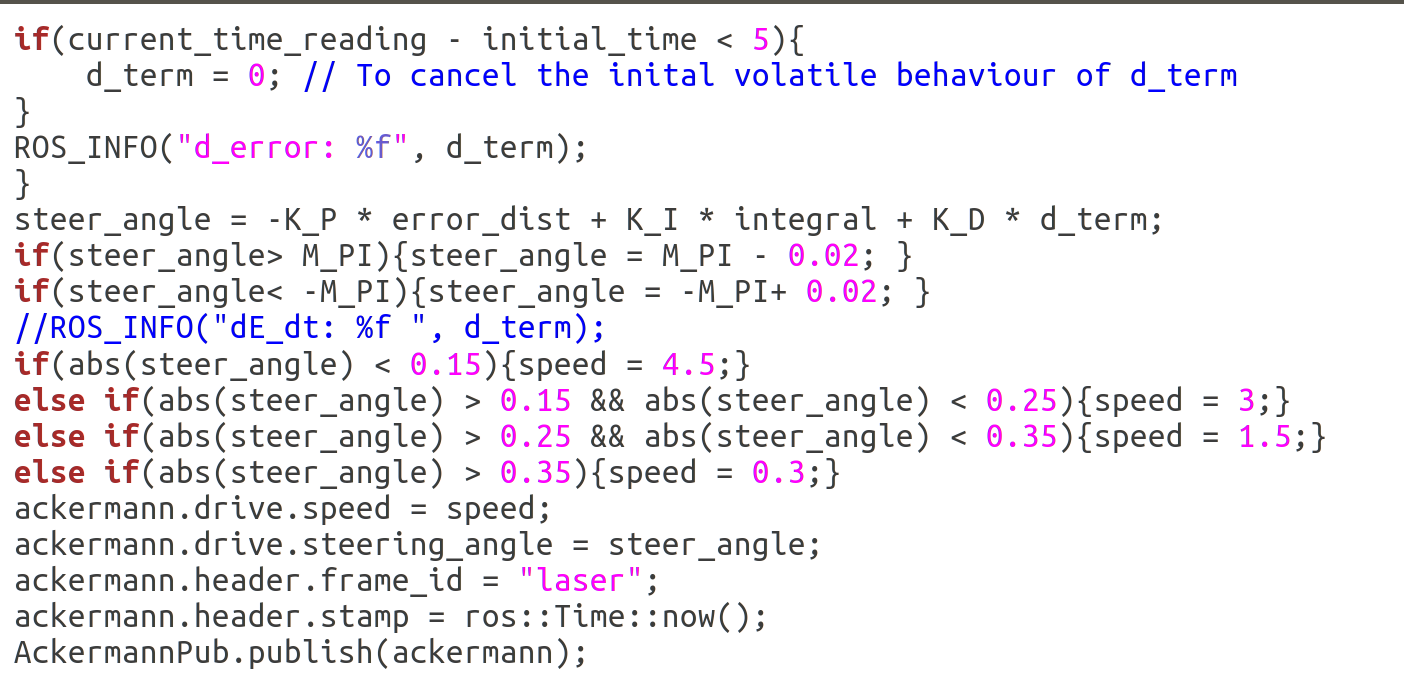 if(current_time_reading - initial_time < 5){
    d_term = 0; // To cancel the inital volatile behaviour of d_term
}
ROS_INFO("d_error: %f", d_term);
}
steer_angle = -K_P * error_dist + K_I * integral + K_D * d_term;
if(steer_angle> M_PI){steer_angle = M_PI - 0.02; }
if(steer_angle< -M_PI){steer_angle = -M_PI+ 0.02; }
//ROS_INFO("dE_dt: %f ", d_term);
if(abs(steer_angle) < 0.15){speed = 4.5;}
else if(abs(steer_angle) > 0.15 && abs(steer_angle) < 0.25){speed = 3;}
else if(abs(steer_angle) > 0.25 && abs(steer_angle) < 0.35){speed = 1.5;}
else if(abs(steer_angle) > 0.35){speed = 0.3;}
ackermann.drive.speed = speed;
ackermann.drive.steering_angle = steer_angle;
ackermann.header.frame_id = "laser";
ackermann.header.stamp = ros::Time::now();
AckermannPub.publish(ackermann);